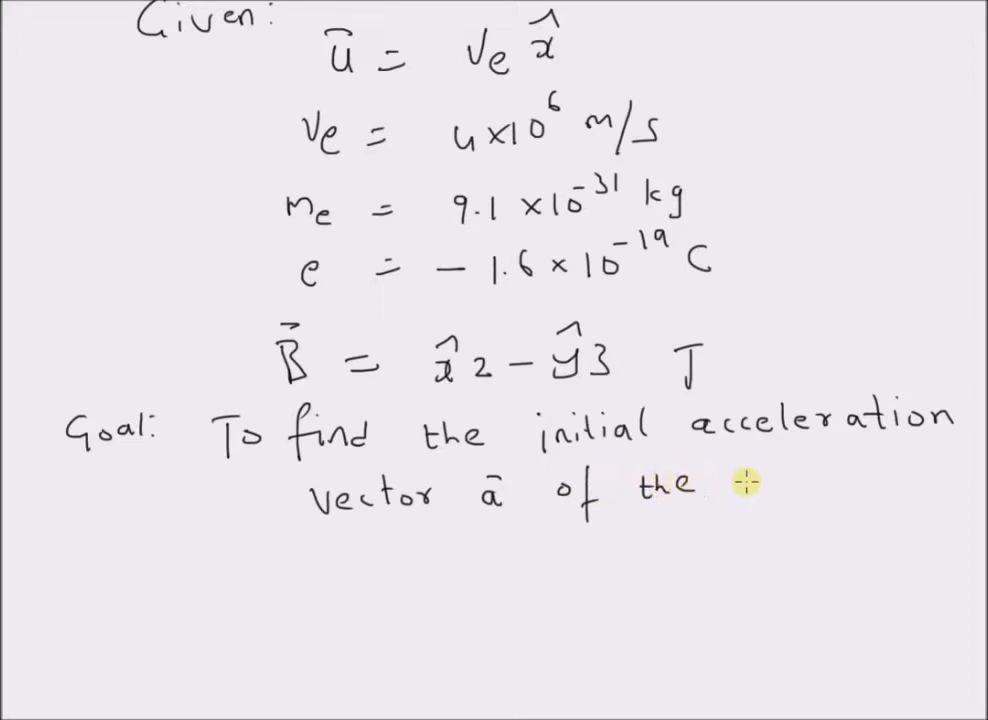 Given:
ū = ve x̂
ve = 4×10⁶ m/s
me = 9.1 ×10⁻³¹ kg
e = − 1.6 × 10⁻¹⁹ C
B⃗ = x̂ 2 − ŷ 3 T
Goal: To find the initial acceleration
vector ā of the